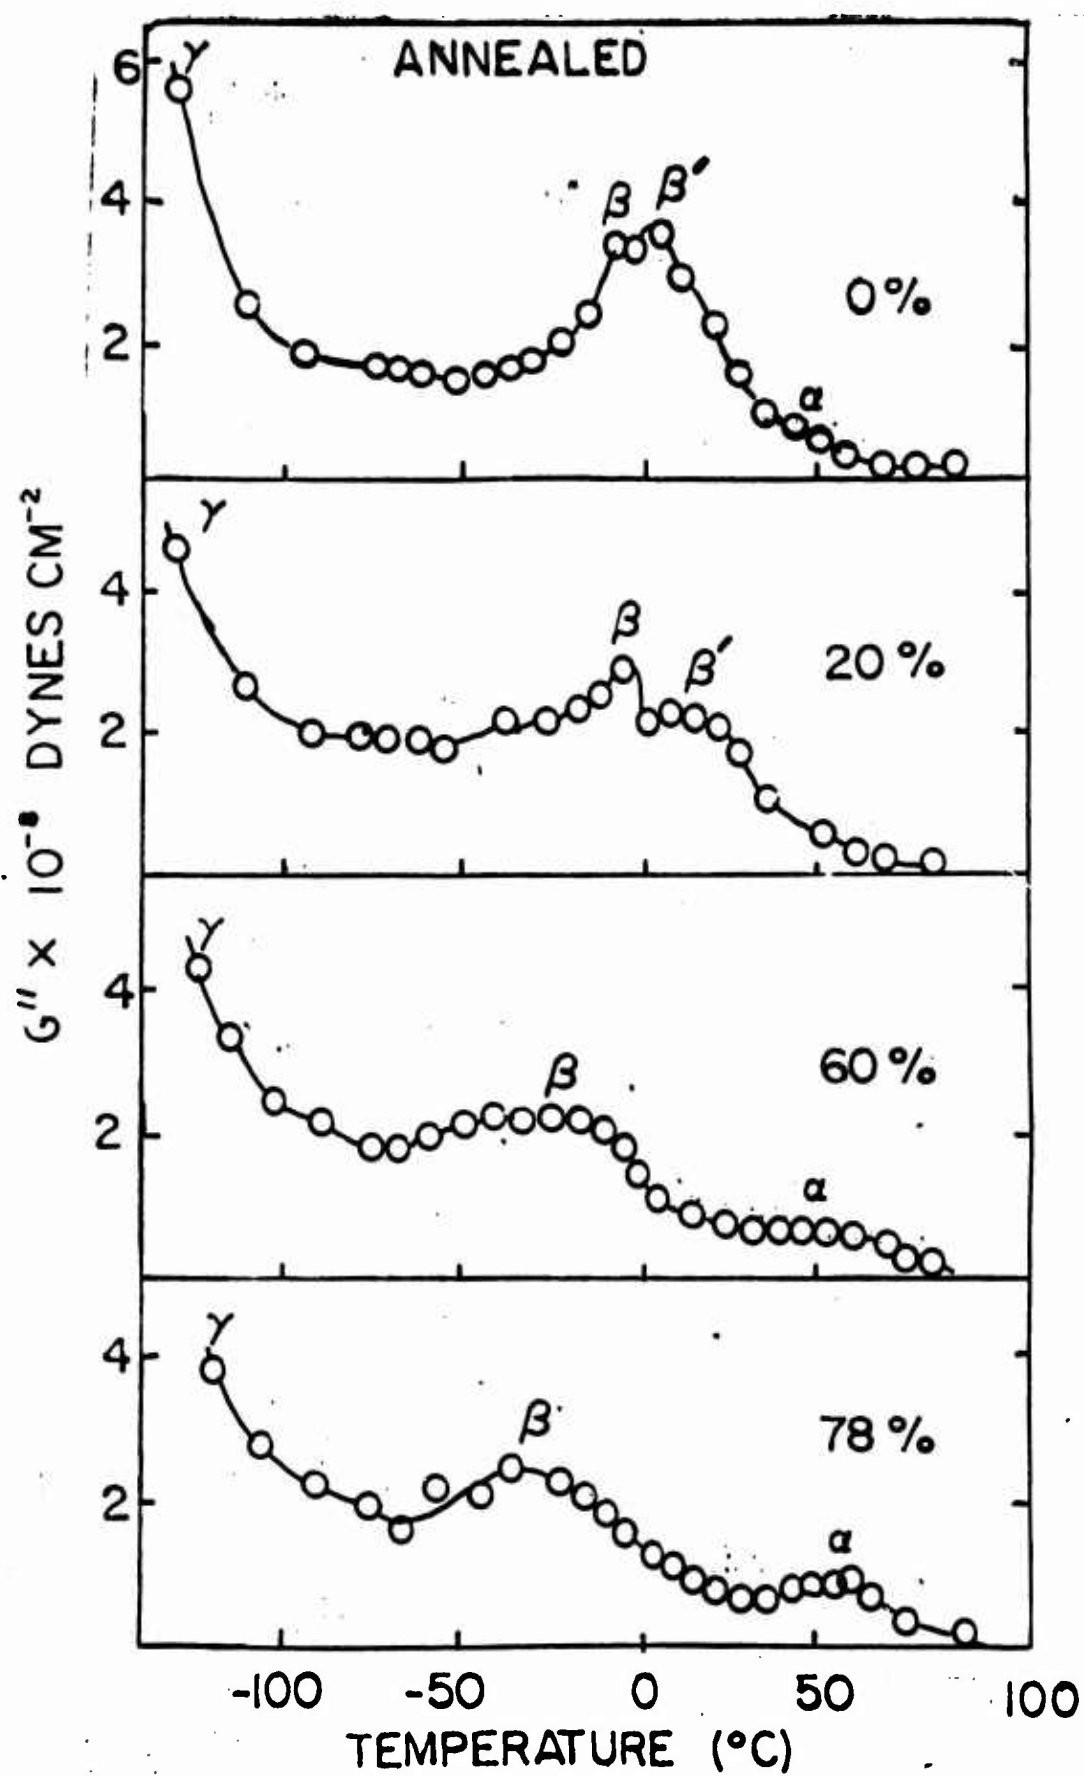 ANNEALED
6
γ
4
β β′
0%
2
α
γ
4
β
β′
20%
2
γ
4
β
60%
2
α
γ
4
β
78%
2
α
G″ x 10⁻⁸ DYNES CM⁻²
-100 -50 0 50 100
TEMPERATURE (°C)